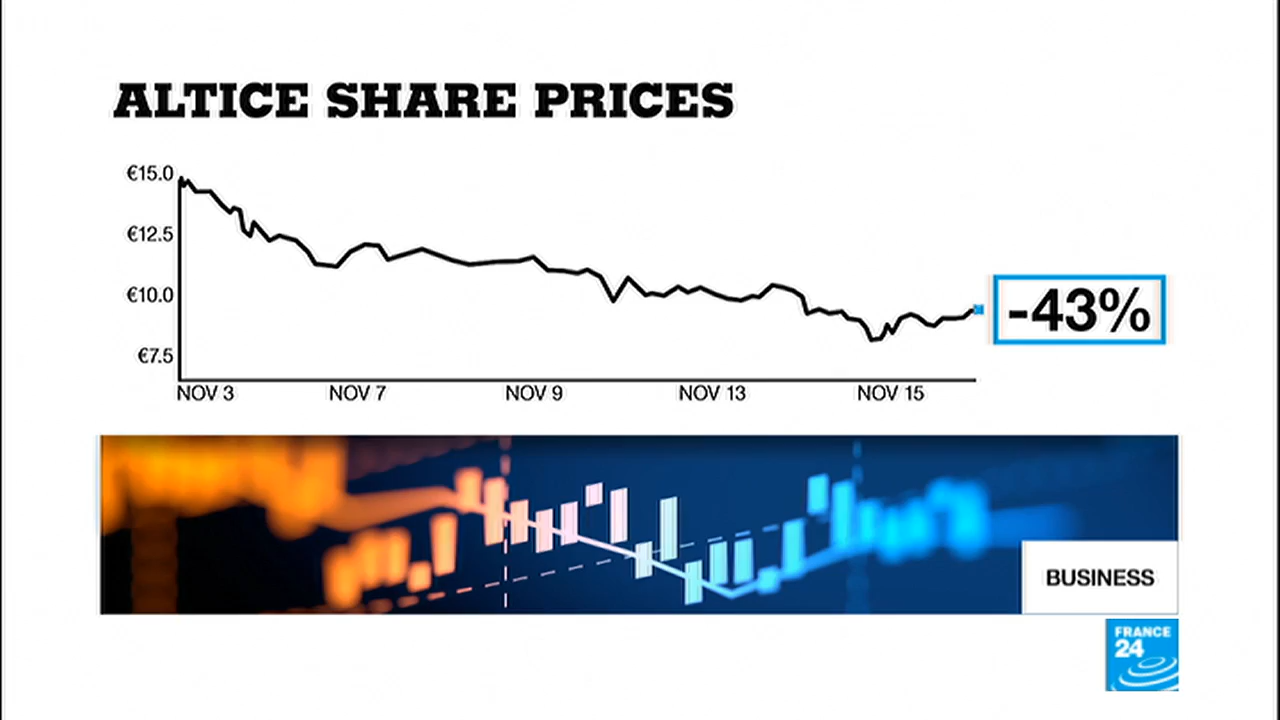 ALTICE SHARE PRICES
€15.0
€12.5
€10.0
€7.5
-43%
NOV 3 NOV 7 NOV 9 NOV 13 NOV 15
BUSINESS
FRANCE
24